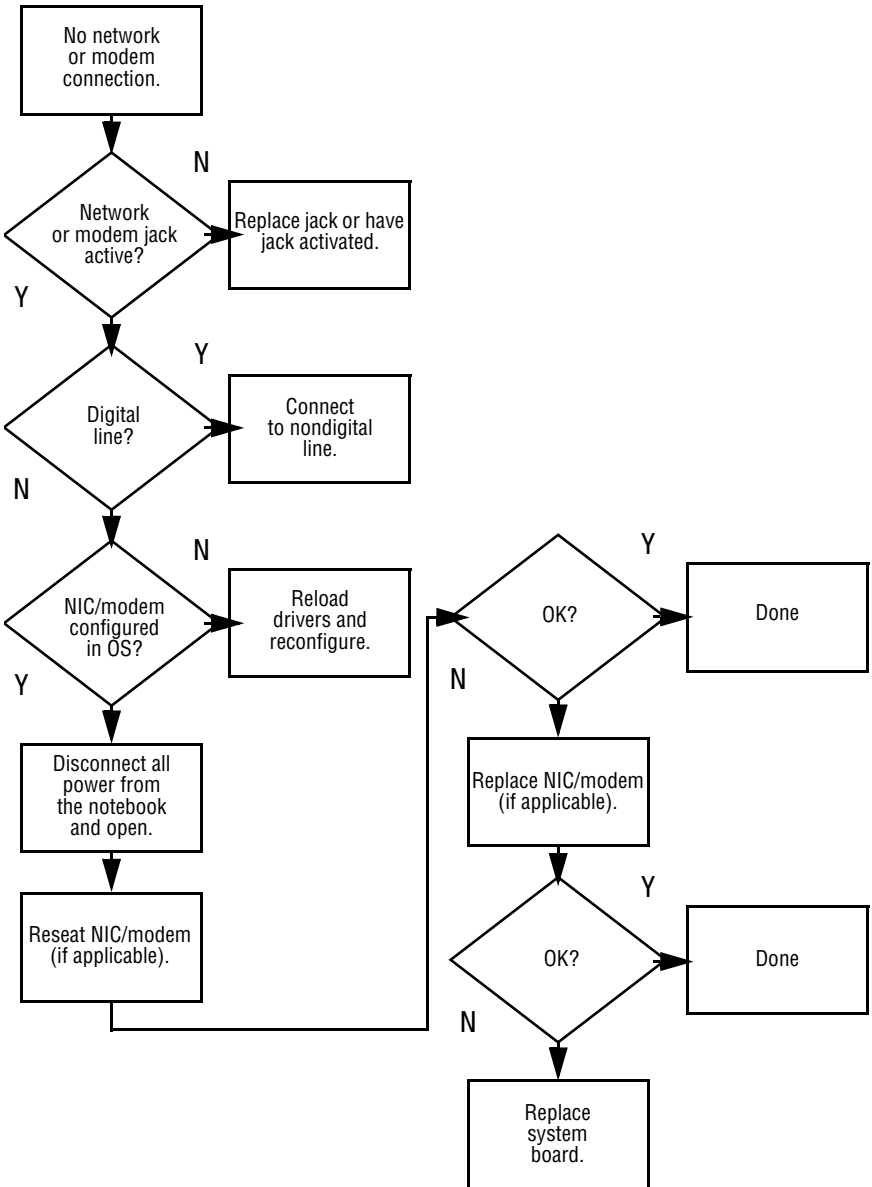 No network
or modem
connection.
N
Network
or modem jack
active?
Replace jack or have
jack activated.
Y
Y
Digital
line?
Connect
to nondigital
line.
N
N
NIC/modem
configured
in OS?
Reload
drivers and
reconfigure.
Y
Disconnect all
power from
the notebook
and open.
Reseat NIC/modem
(if applicable).
Y
OK?
Done
N
Replace NIC/modem
(if applicable).
Y
OK?
Done
N
Replace
system
board.